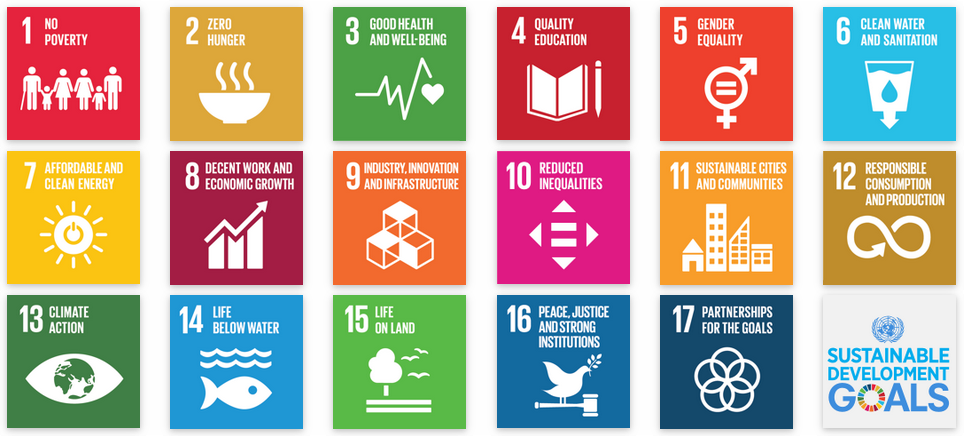 1 NO
POVERTY
2 ZERO
HUNGER
3 GOOD HEALTH
AND WELL-BEING
4 QUALITY
EDUCATION
5 GENDER
EQUALITY
6 CLEAN WATER
AND SANITATION
7 AFFORDABLE AND
CLEAN ENERGY
8 DECENT WORK AND
ECONOMIC GROWTH
9 INDUSTRY, INNOVATION
AND INFRASTRUCTURE
10 REDUCED
INEQUALITIES
11 SUSTAINABLE CITIES
AND COMMUNITIES
12 RESPONSIBLE
CONSUMPTION
AND PRODUCTION
13 CLIMATE
ACTION
14 LIFE
BELOW WATER
15 LIFE
ON LAND
16 PEACE, JUSTICE
AND STRONG
INSTITUTIONS
17 PARTNERSHIPS
FOR THE GOALS
SUSTAINABLE
DEVELOPMENT
GOALS